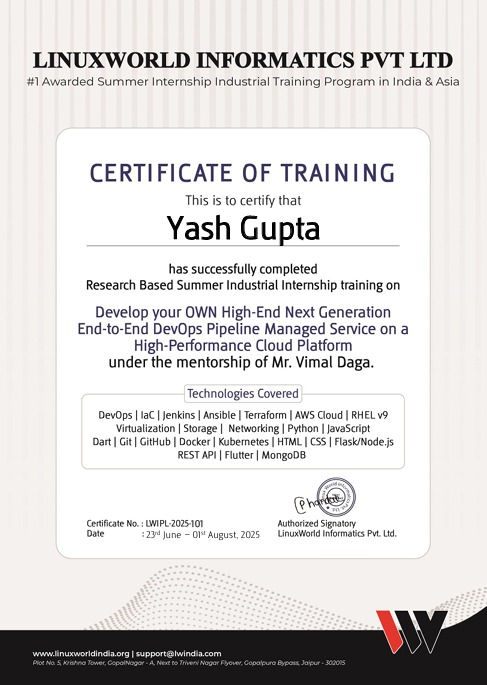 LINUXWORLD INFORMATICS PVT LTD
#1 Awarded Summer Internship Industrial Training Program in India & Asia
CERTIFICATE OF TRAINING
This is to certify that
Yash Gupta
has successfully completed
Research Based Summer Industrial Internship training on
Develop your OWN High-End Next Generation
End-to-End DevOps Pipeline Managed Service on a
High-Performance Cloud Platform
under the mentorship of Mr. Vimal Daga.
Technologies Covered
DevOps | IaC | Jenkins | Ansible | Terraform | AWS Cloud | RHEL v9
Virtualization | Storage | Networking | Python | JavaScript
Dart | Git | GitHub | Docker | Kubernetes | HTML | CSS | Flask/Node.js
REST API | Flutter | MongoDB
Certificate No. : LWIPL-2025-101
Date : 23rd June – 01st August, 2025
Authorized Signatory
LinuxWorld Informatics Pvt. Ltd.
www.linuxworldindia.org | support@lwindia.com
Plot No. 5, Krishna Tower, GopalNagar - A, Next to Triveni Nagar Flyover, Gopalpura Bypass, Jaipur - 302015